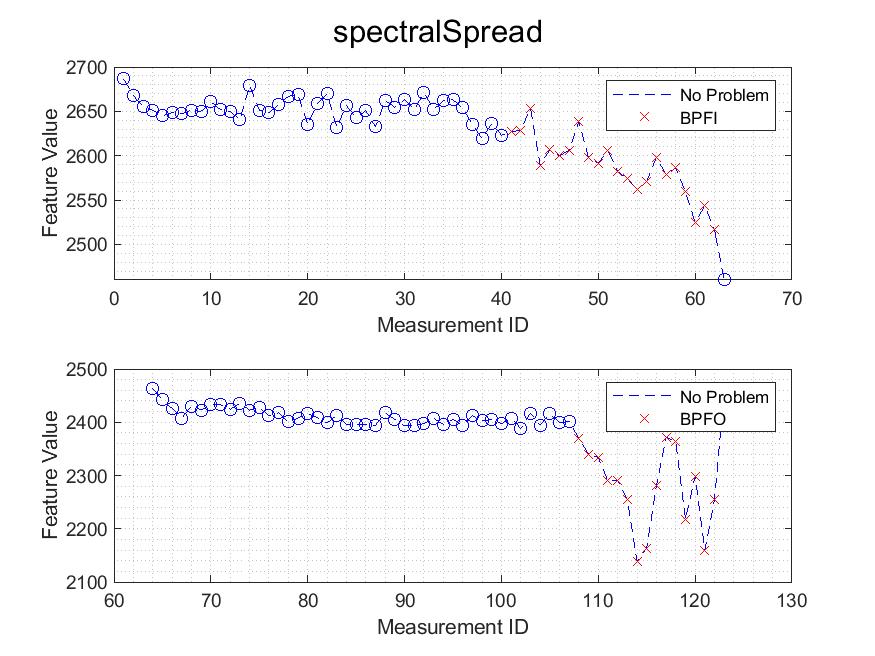 spectralSpread
2700
2650
2600
2550
2500
Feature Value
No Problem
BPFI
0 10 20 30 40 50 60 70
Measurement ID
2500
2400
2300
2200
2100
Feature Value
No Problem
BPFO
60 70 80 90 100 110 120 130
Measurement ID